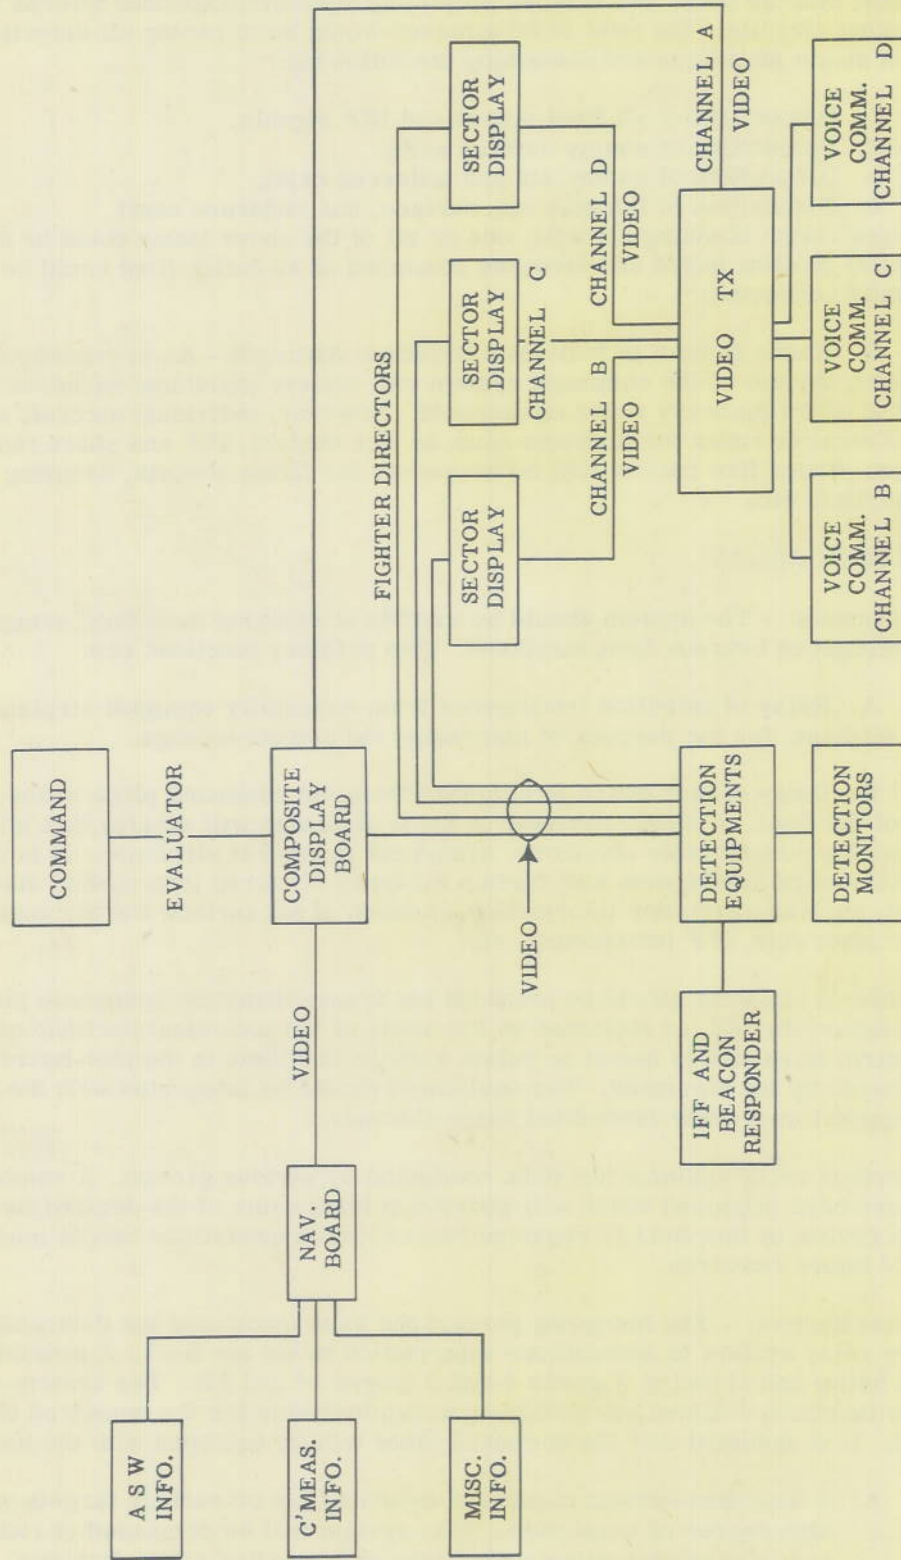 COMMAND
A S W
INFO.
EVALUATOR
C'MEAS.
INFO.
NAV.
BOARD
VIDEO
COMPOSITE
DISPLAY
BOARD
FIGHTER DIRECTORS
MISC.
INFO.
SECTOR
DISPLAY
SECTOR
DISPLAY
SECTOR
DISPLAY
VIDEO
CHANNEL C
CHANNEL B
VIDEO
CHANNEL D
VIDEO
IFF AND
BEACON
RESPONDER
DETECTION
EQUIPMENTS
VIDEO TX
CHANNEL A
VIDEO
DETECTION
MONITORS
VOICE
COMM.
CHANNEL B
VOICE
COMM.
CHANNEL C
VOICE
COMM.
CHANNEL D